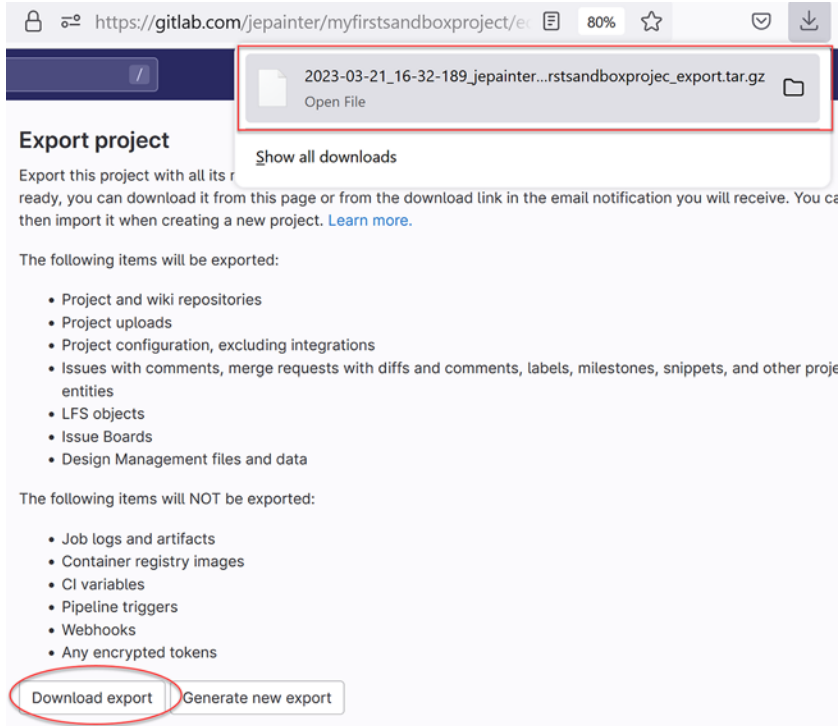 https://gitlab.com/jepainter/myfirstsandboxproject/e
80%
/
2023-03-21_16-32-189_jepainter...rstsandboxprojec_export.tar.gz
Open File
Show all downloads
Export project
Export this project with all its
ready, you can download it from this page or from the download link in the email notification you will receive. You ca
then import it when creating a new project. Learn more.
The following items will be exported:
• Project and wiki repositories
• Project uploads
• Project configuration, excluding integrations
• Issues with comments, merge requests with diffs and comments, labels, milestones, snippets, and other proje
entities
• LFS objects
• Issue Boards
• Design Management files and data
The following items will NOT be exported:
• Job logs and artifacts
• Container registry images
• CI variables
• Pipeline triggers
• Webhooks
• Any encrypted tokens
Download export
Generate new export